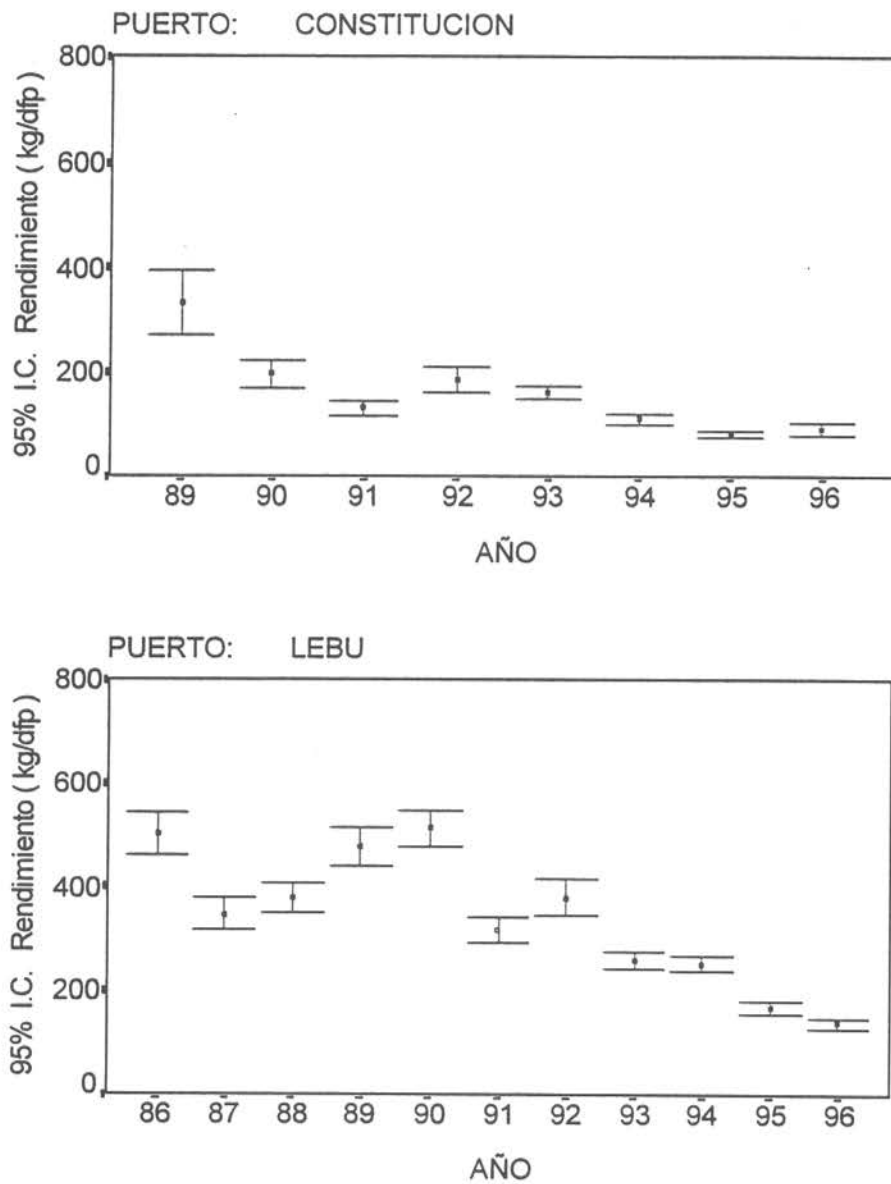 PUERTO: CONSTITUCION
95% I.C. Rendimiento ( kg/dfp )
800
600
400
200
0
89 90 91 92 93 94 95 96
AÑO
PUERTO: LEBU
95% I.C. Rendimiento ( kg/dfp )
800
600
400
200
0
86 87 88 89 90 91 92 93 94 95 96
AÑO